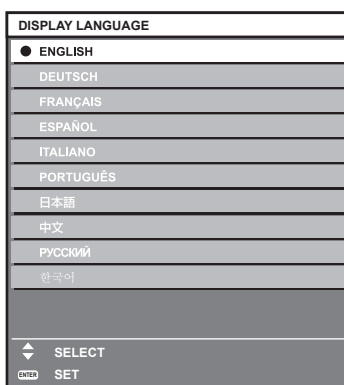 DISPLAY LANGUAGE
ENGLISH
DEUTSCH
FRANÇAIS
ESPAÑOL
ITALIANO
PORTUGUÊS
日本語
中文
РУССКИЙ
한국어
SELECT
ENTER SET